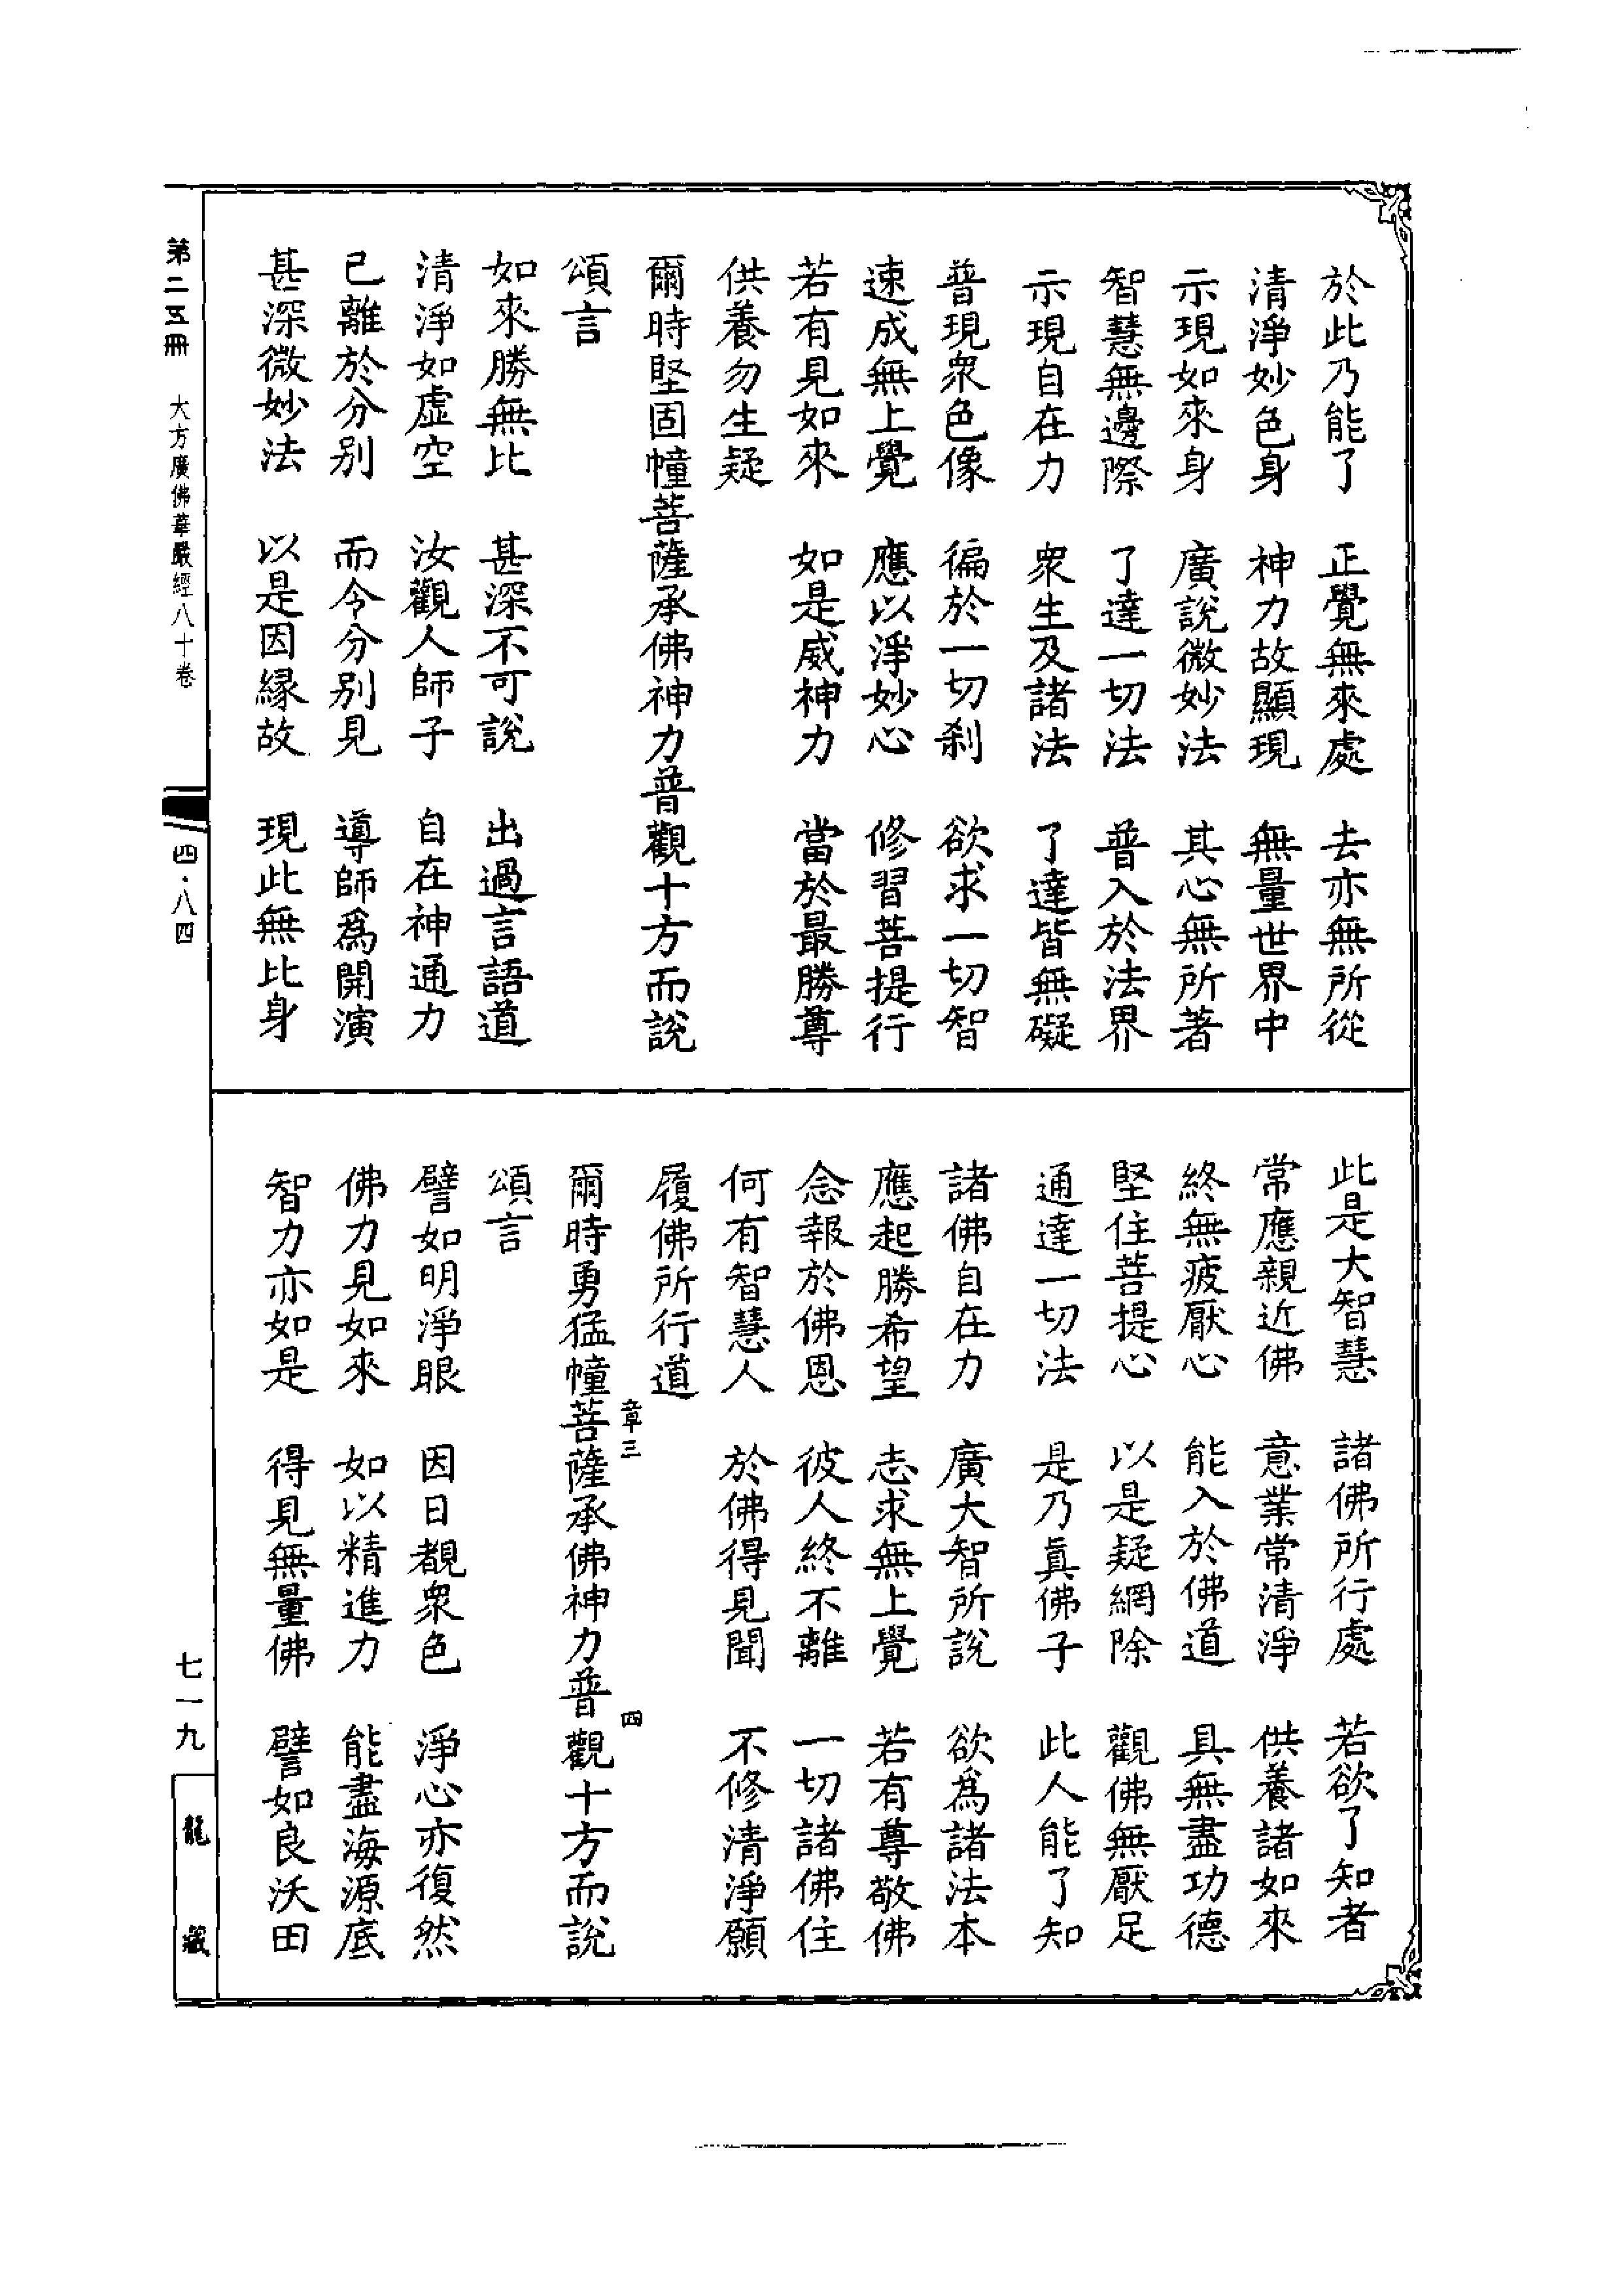 於此乃能了　正覺無來處　去亦無所從
清淨妙色身　神力故顯現　無量世界中
示現如來身　廣說微妙法　其心無所著
智慧無邊際　了達一切法　普入於法界
示現自在力　衆生及諸法　了達皆無礙
普現衆色像　徧於一切剎　欲求一切智
速成無上覺　應以淨妙心　修習菩提行
若有見如來　如是威神力　當於最勝尊
供養勿生疑
爾時堅固幢菩薩承佛神力普觀十方而說
頌言
如來勝無比　甚深不可說　出過言語道
清淨如虛空　汝觀人師子　自在神通力
已離於分別　而令分別見　導師爲開演
甚深微妙法　以是因緣故　現此無比身
此是大智慧　諸佛所行處　若欲了知者
常應親近佛　意業常清淨　供養諸如來
終無疲厭心　能入於佛道　具無盡功德
堅住菩提心　以是疑網除　觀佛無厭足
通達一切法　是乃眞佛子　此人能了知
諸佛自在力　廣大智所說　欲爲諸法本
應起勝希望　志求無上覺　若有尊敬佛
念報於佛恩　彼人終不離　一切諸佛住
何有智慧人　於佛得見聞　不修清淨願
履佛所行道
章三　四
爾時勇猛幢菩薩承佛神力普觀十方而說
頌言
譬如明淨眼　因日覩衆色　淨心亦復然
佛力見如來　如以精進力　能盡海源底
智力亦如是　得見無量佛　譬如良沃田
第二五冊　大方廣佛華嚴經八十卷　四·八四　七一九　龍藏